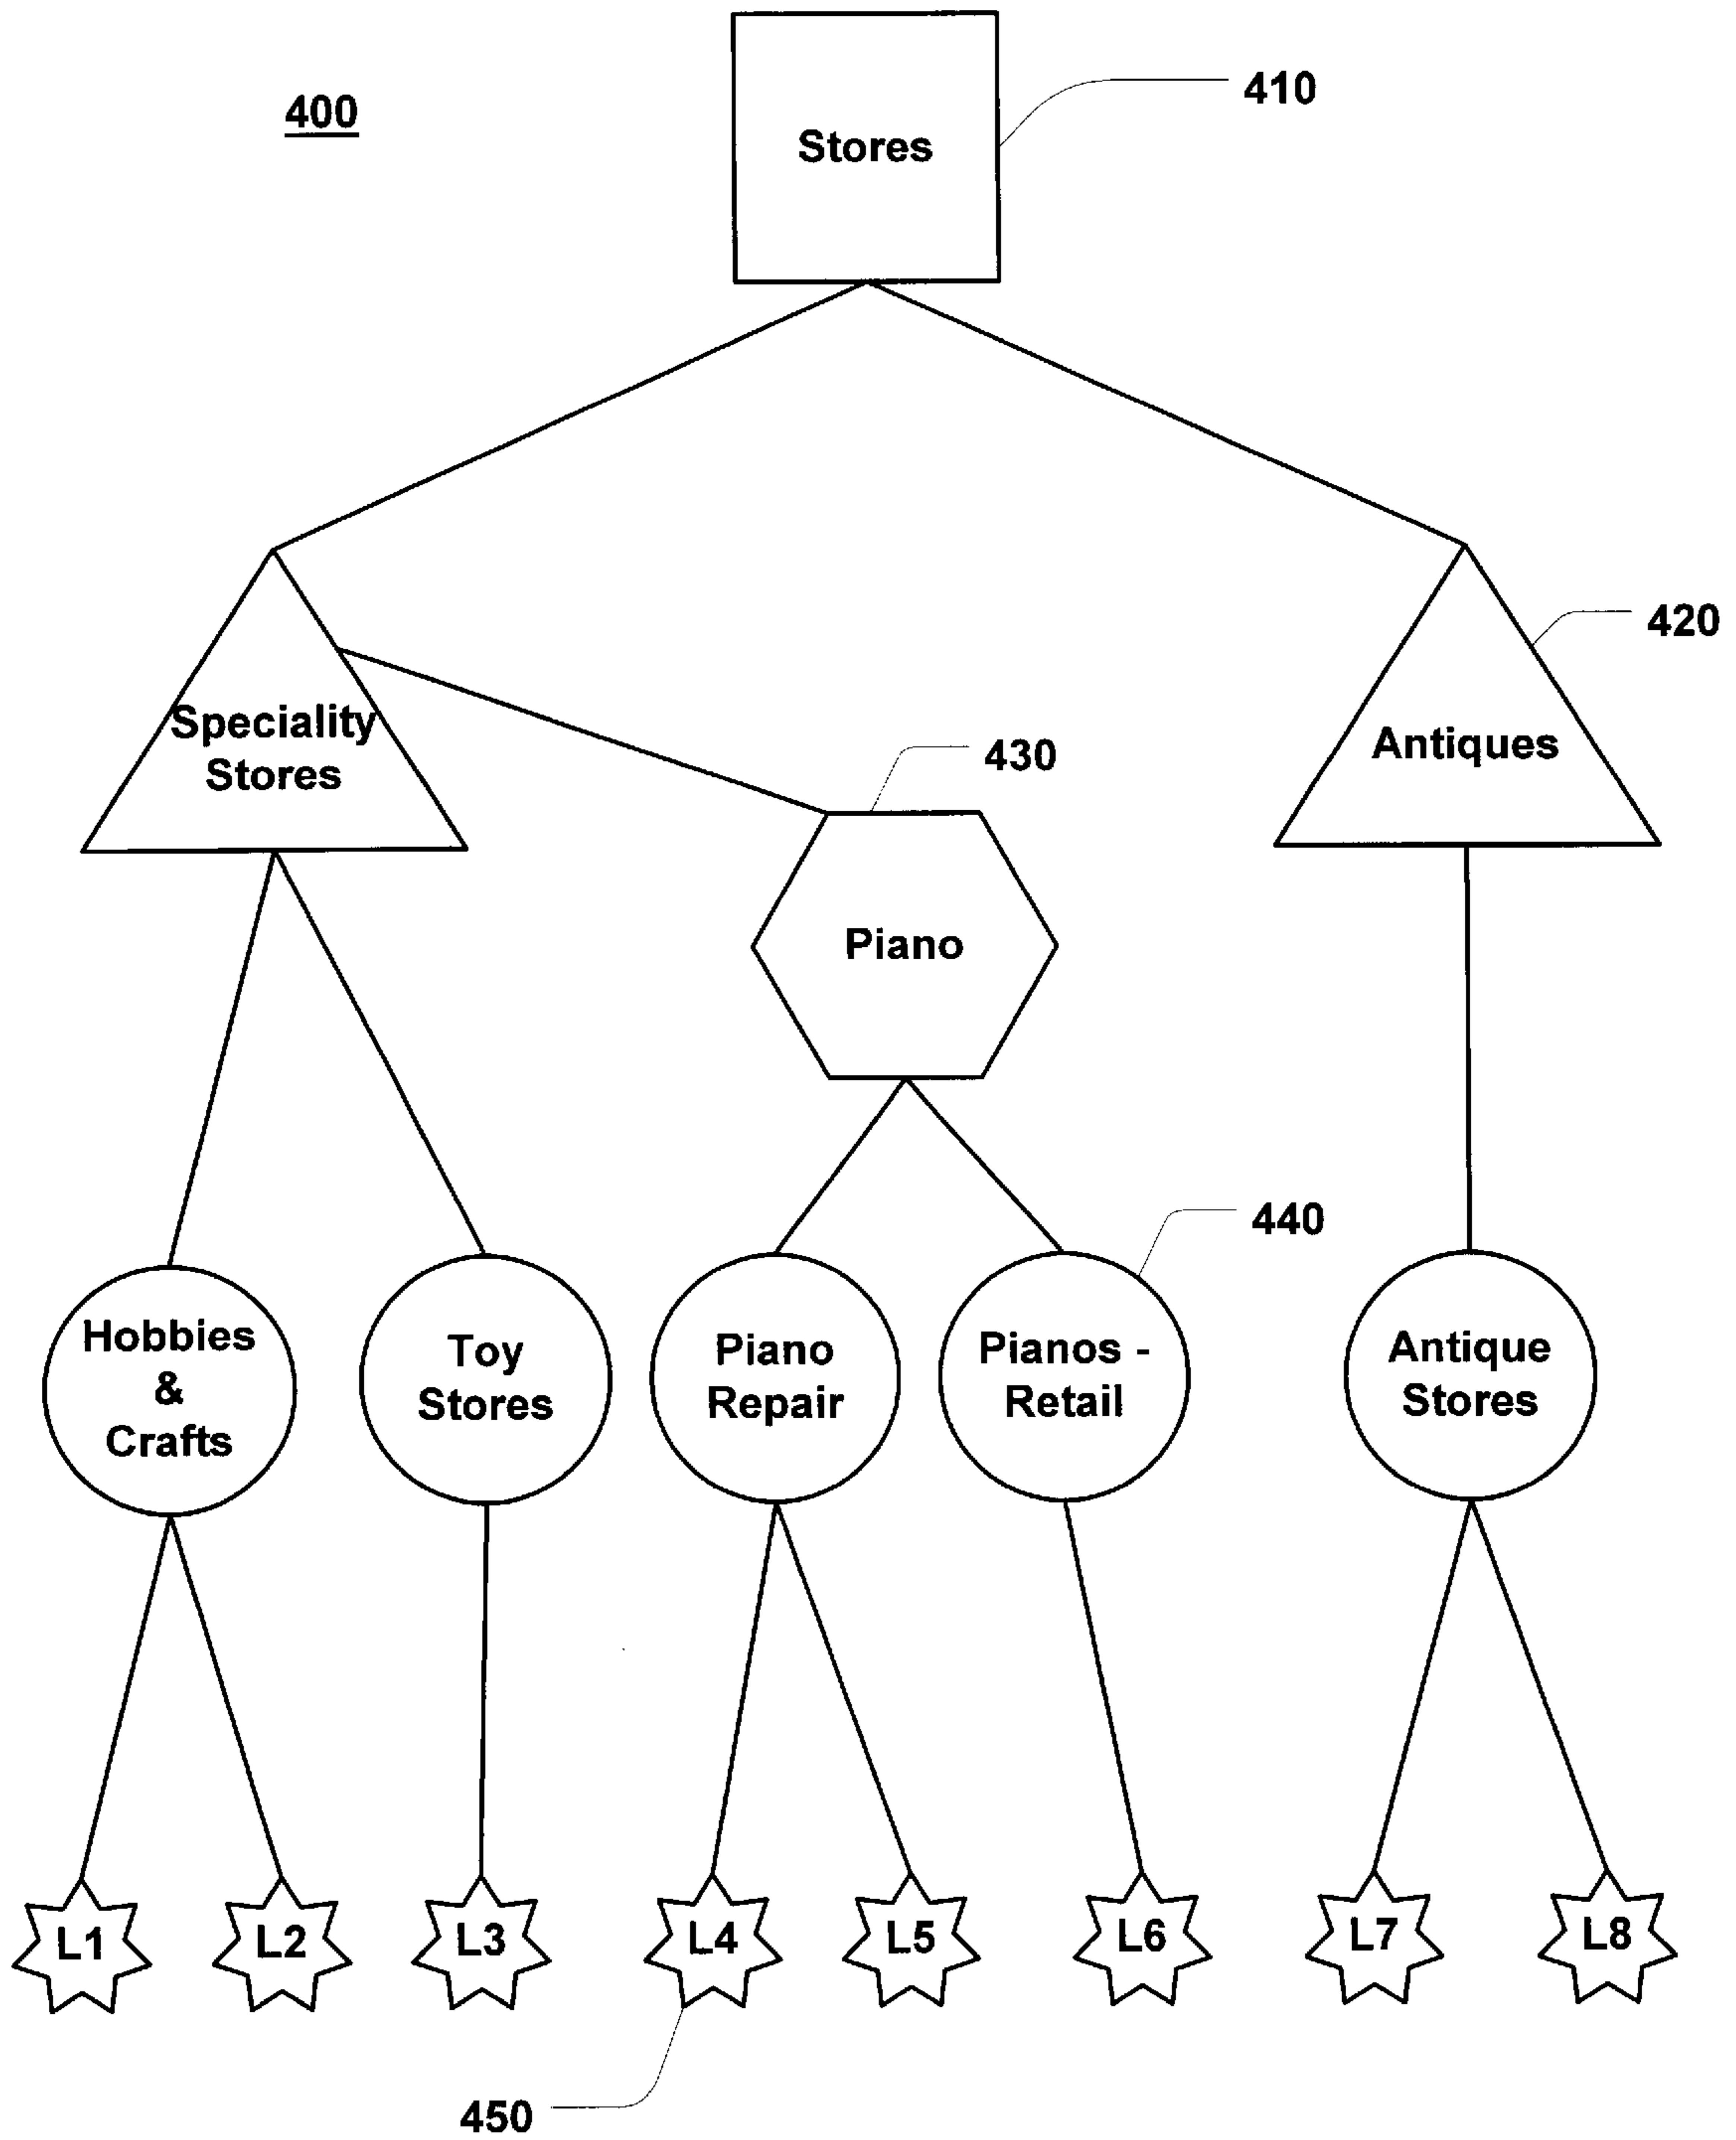 400
Stores
410
Speciality
Stores
Antiques
420
430
Piano
440
Hobbies
&
Crafts
Toy
Stores
Piano
Repair
Pianos -
Retail
Antique
Stores
L1
L2
L3
L4
L5
L6
L7
L8
450